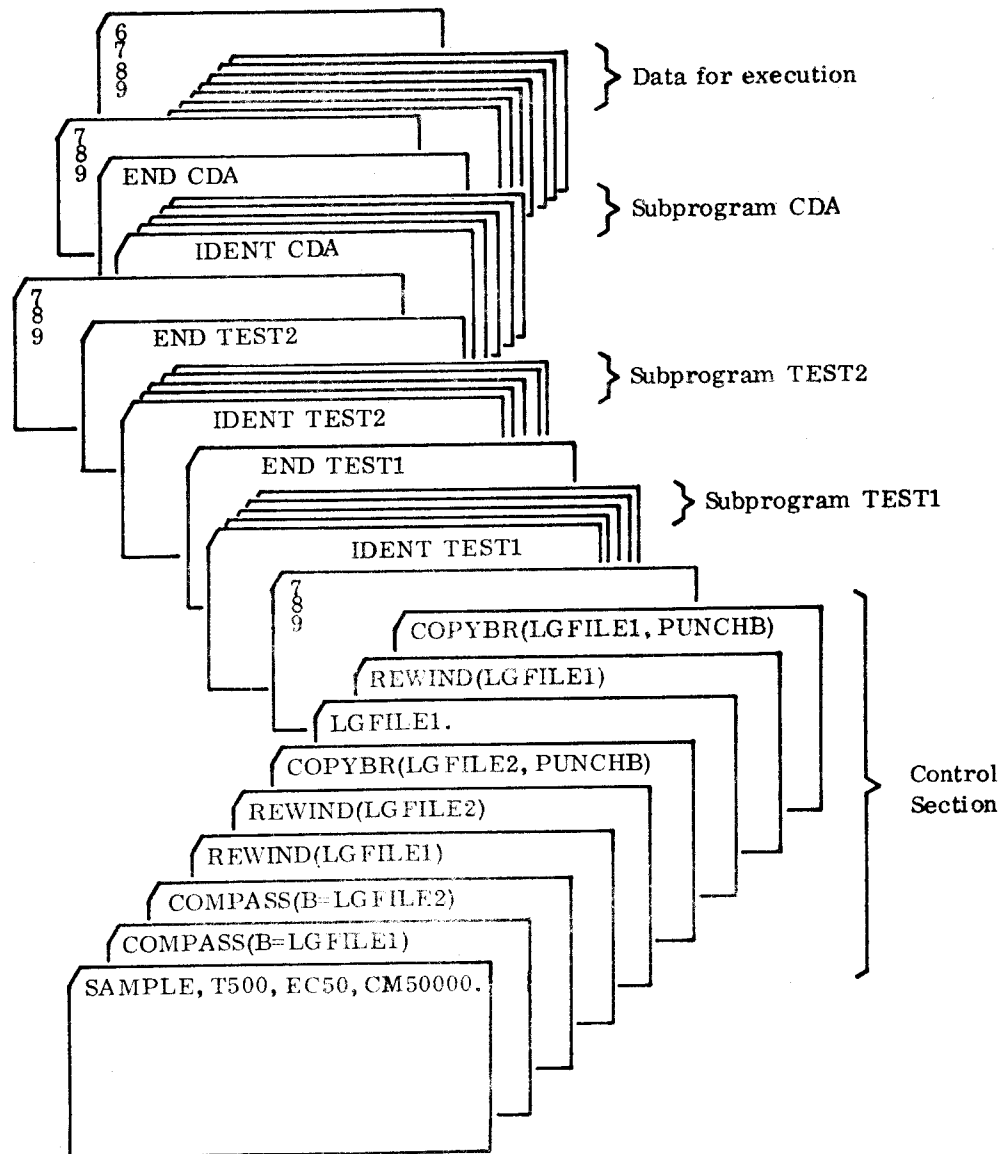 6
7
8
9
Data for execution
7
8
9
END CDA
Subprogram CDA
IDENT CDA
7
8
9
END TEST2
Subprogram TEST2
IDENT TEST2
END TEST1
Subprogram TEST1
IDENT TEST1
7
8
9
COPYBR(LGFILE1, PUNCHB)
REWIND(LGFILE1)
LGFILE1.
COPYBR(LGFILE2, PUNCHB)
Control
Section
REWIND(LGFILE2)
REWIND(LGFILE1)
COMPASS(B=LGFILE2)
COMPASS(B=LGFILE1)
SAMPLE, T500, EC50, CM50000.